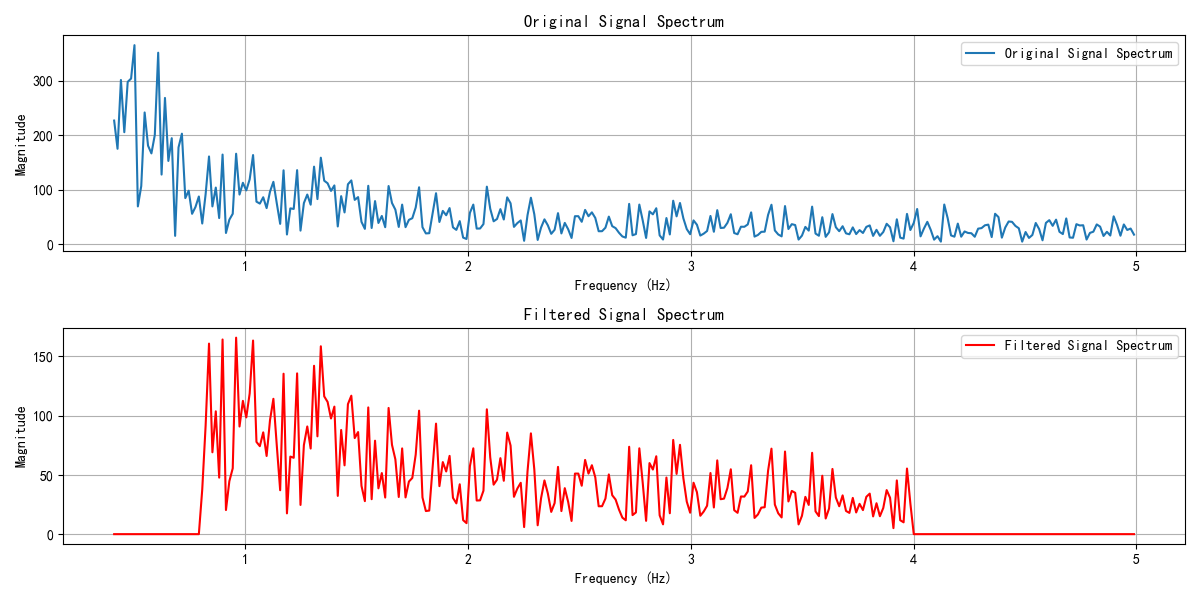 Original Signal Spectrum
Original Signal Spectrum
Magnitude
300
200
100
0
1 2 3 4 5
Frequency (Hz)
Filtered Signal Spectrum
Filtered Signal Spectrum
Magnitude
150
100
50
0
1 2 3 4 5
Frequency (Hz)